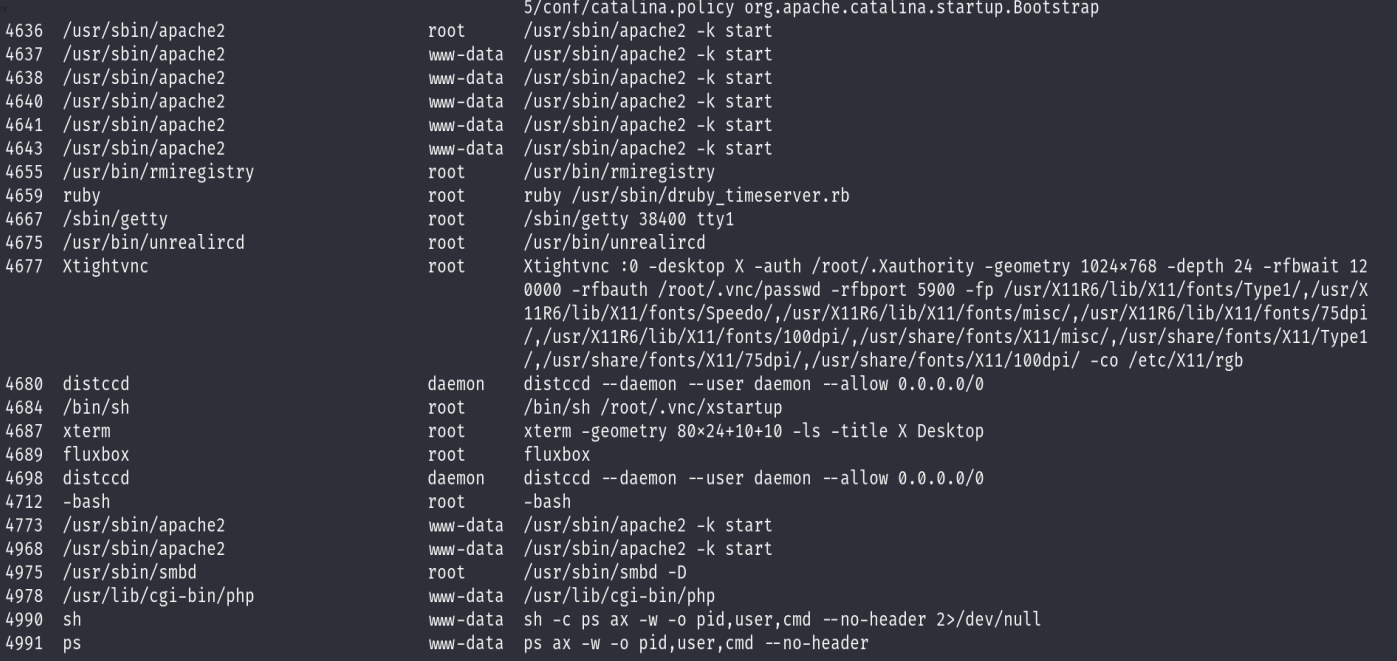 5/conf/catalina.policy org.apache.catalina.startup.Bootstrap
4636 /usr/sbin/apache2 root /usr/sbin/apache2 -k start
4637 /usr/sbin/apache2 www-data /usr/sbin/apache2 -k start
4638 /usr/sbin/apache2 www-data /usr/sbin/apache2 -k start
4640 /usr/sbin/apache2 www-data /usr/sbin/apache2 -k start
4641 /usr/sbin/apache2 www-data /usr/sbin/apache2 -k start
4643 /usr/sbin/apache2 www-data /usr/sbin/apache2 -k start
4655 /usr/bin/rmiregistry root /usr/bin/rmiregistry
4659 ruby root ruby /usr/sbin/druby_timeserver.rb
4667 /sbin/getty root /sbin/getty 38400 tty1
4675 /usr/bin/unrealircd root /usr/bin/unrealircd
4677 Xtightvnc root Xtightvnc :0 -desktop X -auth /root/.Xauthority -geometry 1024×768 -depth 24 -rfbwait 12
0000 -rfbauth /root/.vnc/passwd -rfbport 5900 -fp /usr/X11R6/lib/X11/fonts/Type1/,/usr/X
11R6/lib/X11/fonts/Speedo/,/usr/X11R6/lib/X11/fonts/misc/,/usr/X11R6/lib/X11/fonts/75dpi
/,/usr/X11R6/lib/X11/fonts/100dpi/,/usr/share/fonts/X11/misc/,/usr/share/fonts/X11/Type1
/,/usr/share/fonts/X11/75dpi/,/usr/share/fonts/X11/100dpi/ -co /etc/X11/rgb
4680 distccd daemon distccd --daemon --user daemon --allow 0.0.0.0/0
4684 /bin/sh root /bin/sh /root/.vnc/xstartup
4687 xterm root xterm -geometry 80×24+10+10 -ls -title X Desktop
4689 fluxbox root fluxbox
4698 distccd daemon distccd --daemon --user daemon --allow 0.0.0.0/0
4712 -bash root -bash
4773 /usr/sbin/apache2 www-data /usr/sbin/apache2 -k start
4968 /usr/sbin/apache2 www-data /usr/sbin/apache2 -k start
4975 /usr/sbin/smbd root /usr/sbin/smbd -D
4978 /usr/lib/cgi-bin/php www-data /usr/lib/cgi-bin/php
4990 sh www-data sh -c ps ax -w -o pid,user,cmd --no-header 2>/dev/null
4991 ps www-data ps ax -w -o pid,user,cmd --no-header